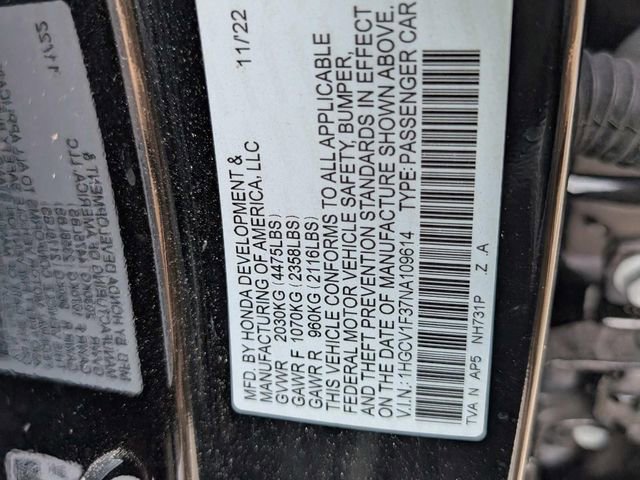 MFD. BY HONDA DEVELOPMENT &
MANUFACTURING OF AMERICA, LLC
11/22
GVWR 2030KG (4475LBS)
GAWR F 1070KG (2358LBS)
GAWR R 960KG (2116LBS)
THIS VEHICLE CONFORMS TO ALL APPLICABLE
FEDERAL MOTOR VEHICLE SAFETY, BUMPER,
AND THEFT PREVENTION STANDARDS IN EFFECT
ON THE DATE OF MANUFACTURE SHOWN ABOVE.
V.I.N.: 1HGCV1F37NA109614 TYPE: PASSENGER CAR
TVA N AP5 NH731P Z . A